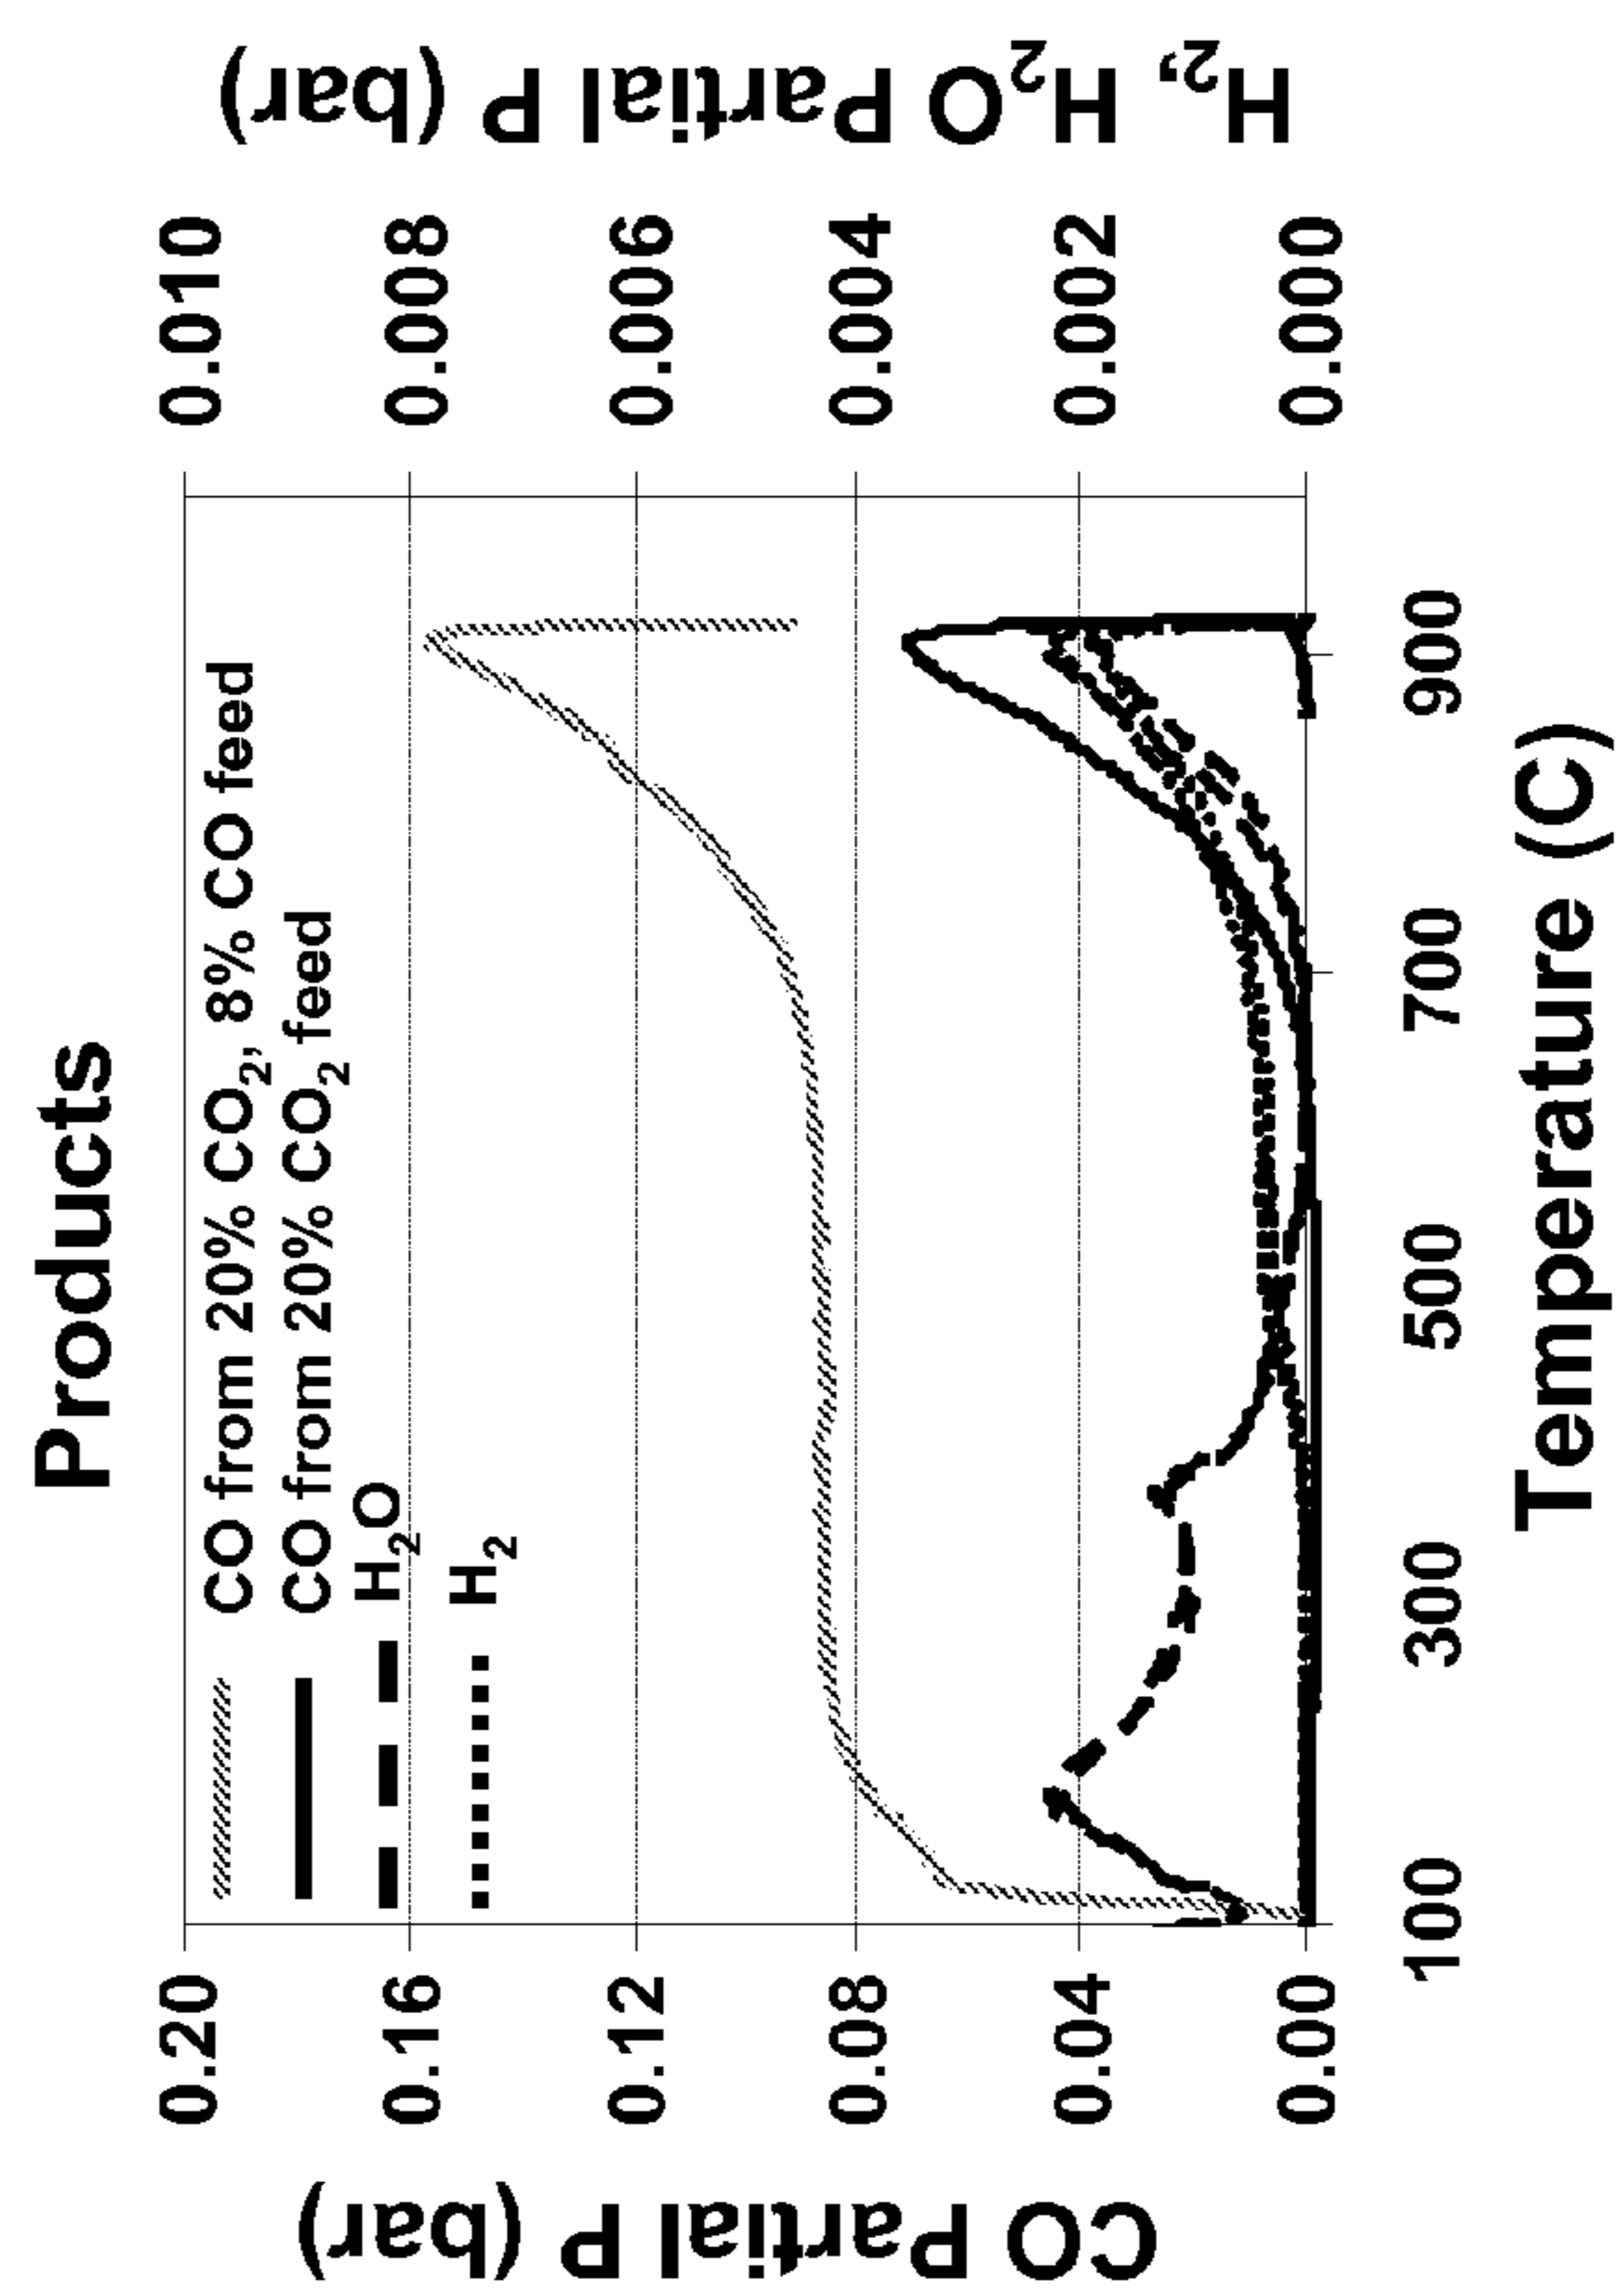 Products
CO from 20% CO₂, 8% CO feed
CO from 20% CO₂ feed
H₂O
H₂
CO Partial P (bar)
0.20
0.16
0.12
0.08
0.04
0.00
0.010
0.008
0.006
0.004
0.002
0.000
H₂, H₂O Partial P (bar)
100 300 500 700 900
Temperature (C)